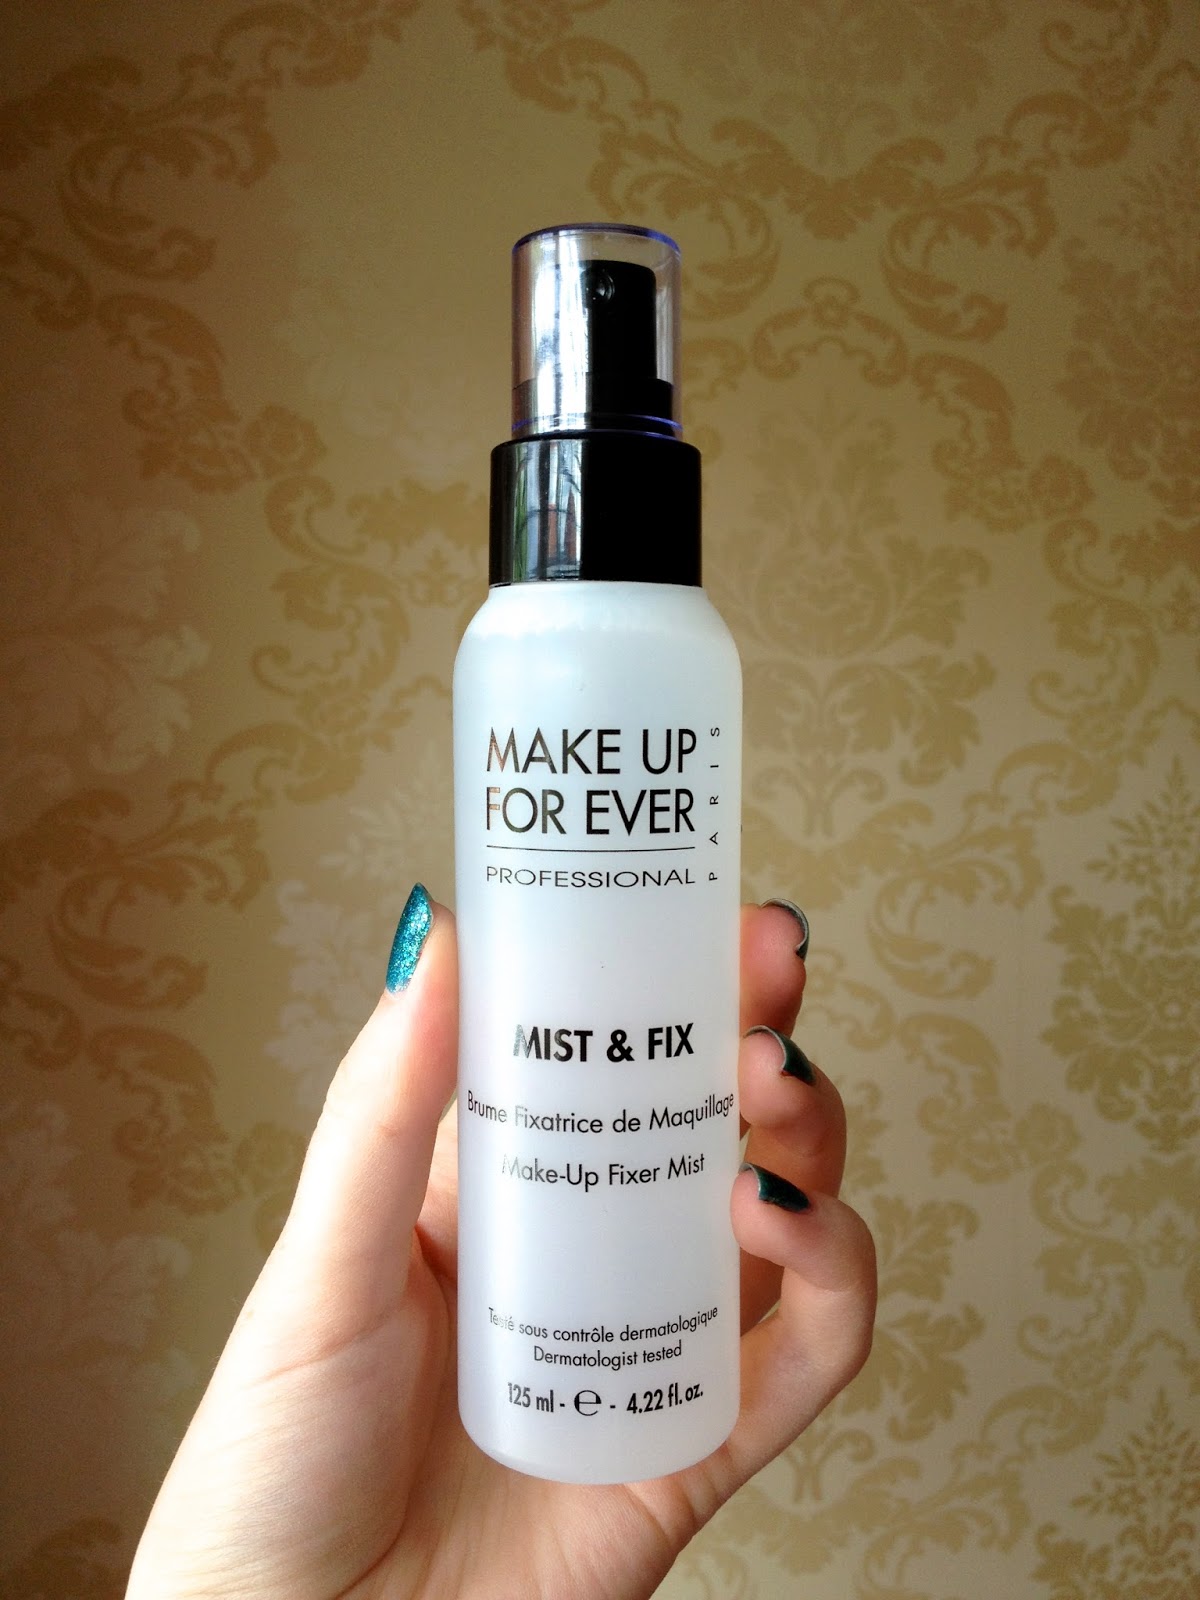 MAKE UP
FOR EVER
PROFESSIONAL
PARIS
MIST & FIX
Brume Fixatrice de Maquillage
Make-Up Fixer Mist
Testé sous contrôle dermatologique
Dermatologist tested
125 ml - e - 4.22 fl. oz.